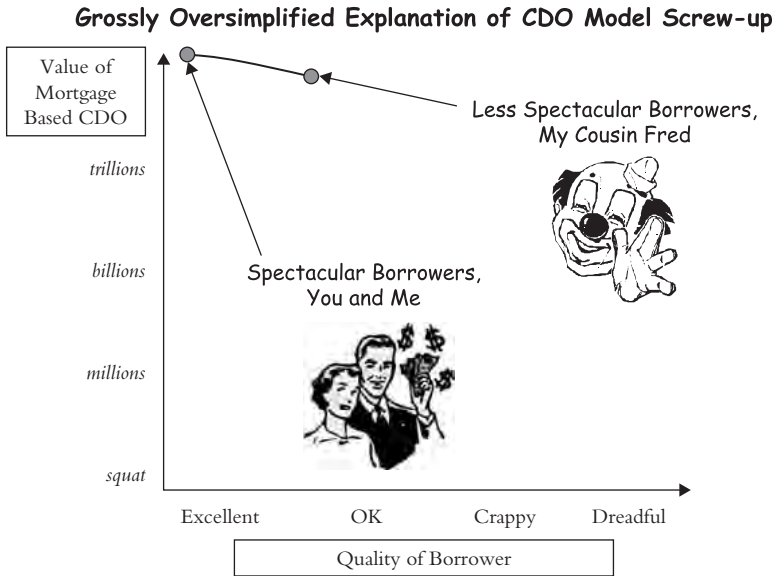 Grossly Oversimplified Explanation of CDO Model Screw-up
Value of
Mortgage
Based CDO
Less Spectacular Borrowers,
My Cousin Fred
trillions
billions
Spectacular Borrowers,
You and Me
$ $
$
millions
squat
Excellent OK Crappy Dreadful
Quality of Borrower